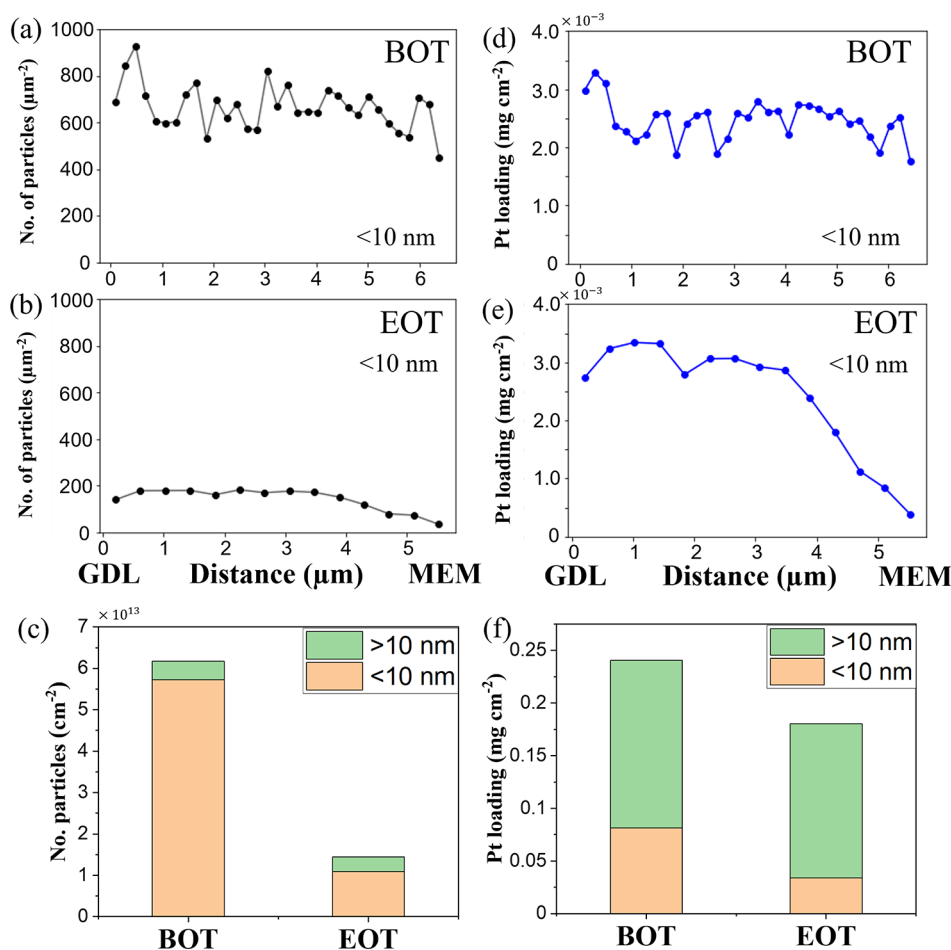 (a)
1000
800
600
400
200
0
No. of particles (μm⁻²)
BOT
<10 nm
0 1 2 3 4 5 6
(d)
× 10⁻³
4.0
3.0
2.0
1.0
0
Pt loading (mg cm⁻²)
BOT
<10 nm
0 1 2 3 4 5 6
(b)
1000
800
600
400
200
0
No. of particles (μm⁻²)
EOT
<10 nm
0 1 2 3 4 5
GDL Distance (μm) MEM
(e)
× 10⁻³
4.0
3.0
2.0
1.0
0
Pt loading (mg cm⁻²)
EOT
<10 nm
0 1 2 3 4 5
GDL Distance (μm) MEM
(c)
× 10¹³
7
6
5
4
3
2
1
0
No. particles (cm⁻²)
>10 nm
<10 nm
BOT EOT
(f)
0.25
0.2
0.15
0.1
0.05
0
Pt loading (mg cm⁻²)
>10 nm
<10 nm
BOT EOT